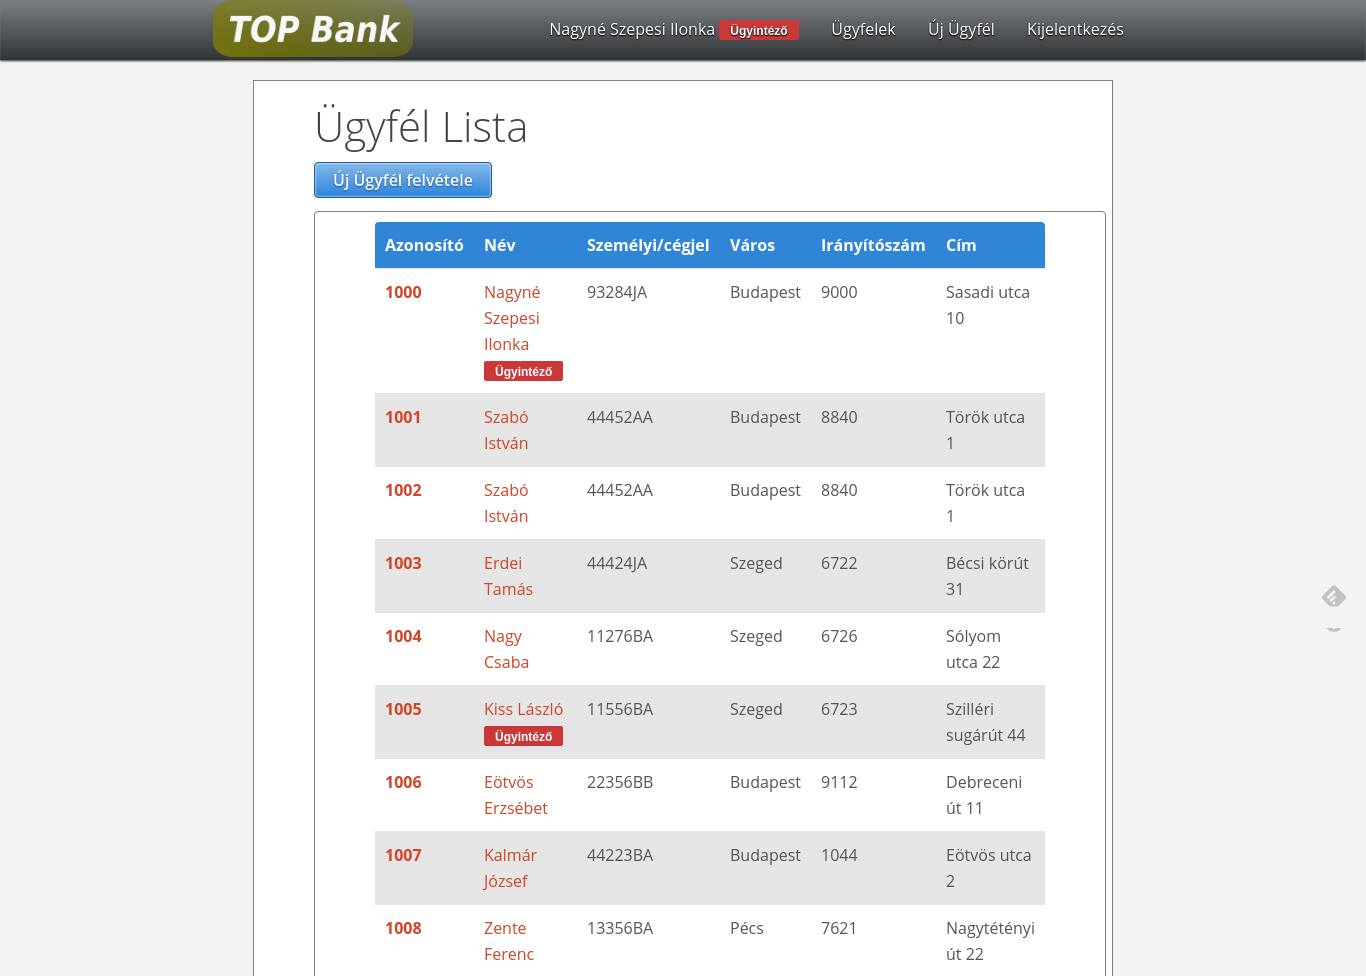 TOP Bank
Nagyné Szepesi Ilonka Ügyintéző Ügyfelek Új Ügyfél Kijelentkezés
Ügyfél Lista
Új Ügyfél felvétele
Azonosító Név Személyi/cégjel Város Irányítószám Cím
1000 Nagyné 93284JA Budapest 9000 Sasadi utca
Szepesi 10
Ilonka
Ügyintéző
1001 Szabó 44452AA Budapest 8840 Török utca
István 1
1002 Szabó 44452AA Budapest 8840 Török utca
István 1
1003 Erdei 44424JA Szeged 6722 Bécsi körút
Tamás 31
1004 Nagy 11276BA Szeged 6726 Sólyom
Csaba utca 22
1005 Kiss László 11556BA Szeged 6723 Szilléri
Ügyintéző sugárút 44
1006 Eötvös 22356BB Budapest 9112 Debreceni
Erzsébet út 11
1007 Kalmár 44223BA Budapest 1044 Eötvös utca
József 2
1008 Zente 13356BA Pécs 7621 Nagytétényi
Ferenc út 22